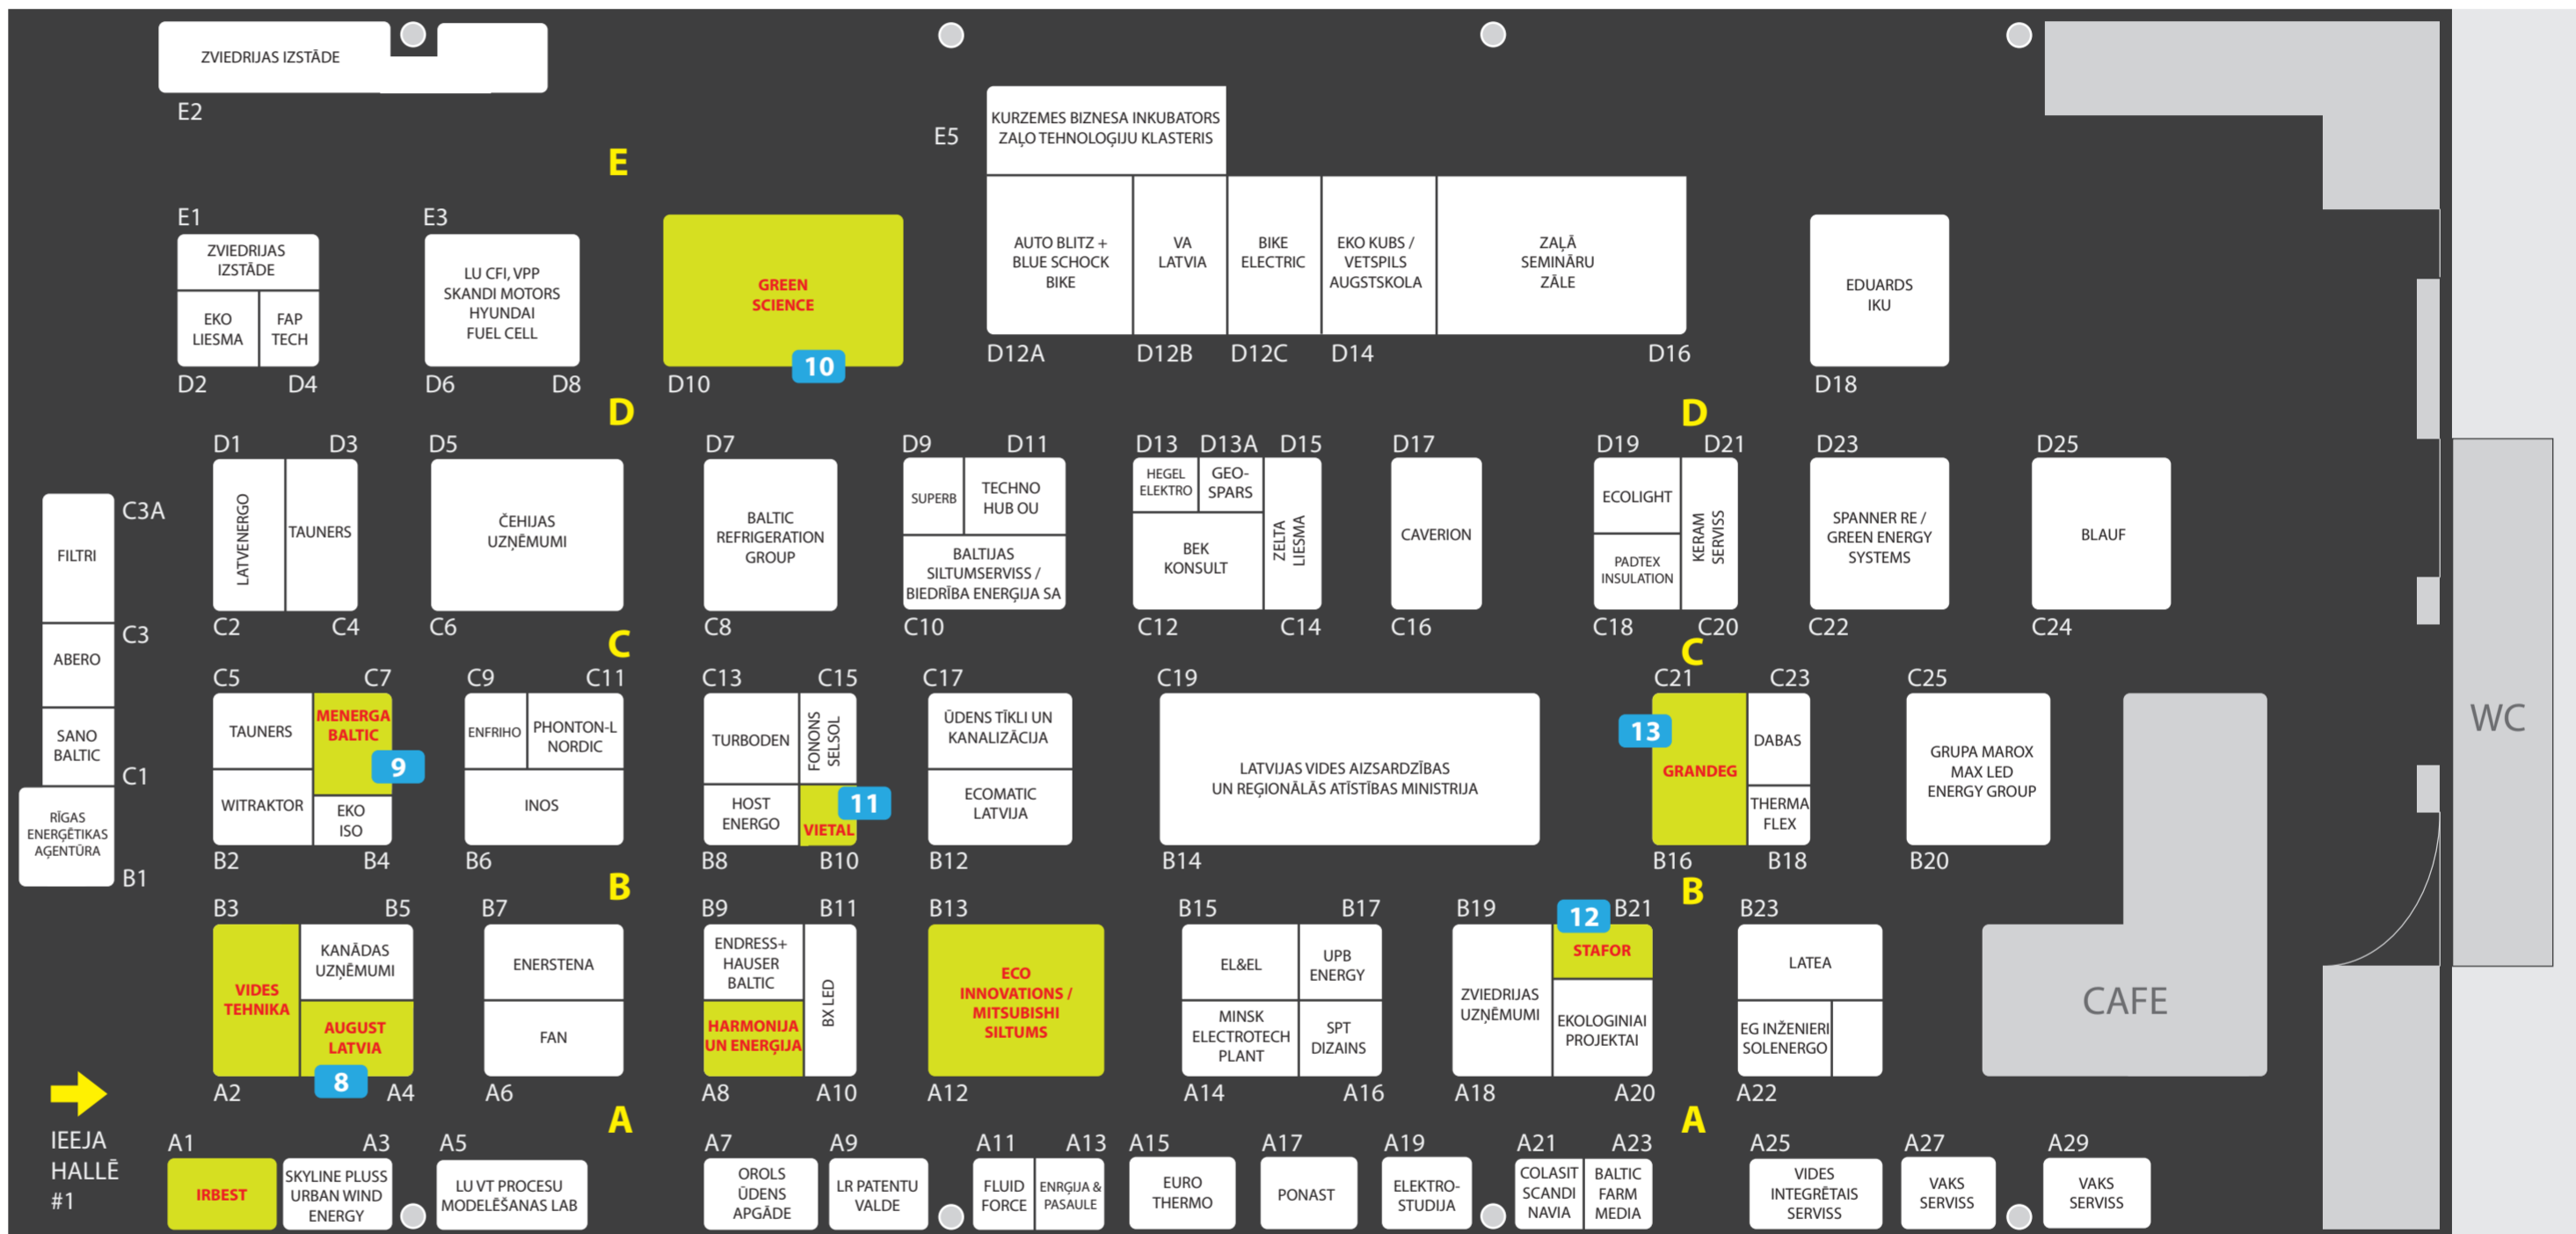 ZVIEDRIJAS IZSTĀDE
E2
E5
KURZEMES BIZNESA INKUBATORS
ZAĻO TEHNOLOĢIJU KLASTERIS
E
E1
E3
ZVIEDRIJAS
IZSTĀDE
EKO
LIESMA
FAP
TECH
LU CFI, VPP
SKANDI MOTORS
HYUNDAI
FUEL CELL
GREEN
SCIENCE
10
AUTO BLITZ +
BLUE SCHOCK
BIKE
VA
LATVIA
BIKE
ELECTRIC
EKO KUBS /
VETSPILS
AUGSTSKOLA
ZAĻĀ
SEMINĀRU
ZĀLE
EDUARDS
IKU
D2
D4
D6
D8
D10
D12A
D12B
D12C
D14
D16
D18
D
D
D1
D3
D5
D7
D9
D11
D13
D13A
D15
D17
D19
D21
D23
D25
FILTRI
C3A
LATVENERGO
TAUNERS
ČEHIJAS
UZŅĒMUMI
BALTIC
REFRIGERATION
GROUP
SUPERB
TECHNO
HUB OU
BALTIJAS
SILTUMSERVISS /
BIEDRĪBA ENERĢIJA SA
HEGEL
ELEKTRO
GEO-
SPARS
BEK
KONSULT
ZELTA
LIESMA
CAVERION
ECOLIGHT
PADTEX
INSULATION
KERAM
SERVISS
SPANNER RE /
GREEN ENERGY
SYSTEMS
BLAUF
C3
C2
C4
C6
C8
C10
C12
C14
C16
C18
C20
C22
C24
C
C
ABERO
SANO
BALTIC
C1
RĪGAS
ENERĢĒTIKAS
AĢENTŪRA
B1
C5
C7
C9
C11
C13
C15
C17
C19
C21
C23
C25
TAUNERS
MENERGA
BALTIC
9
WITRAKTOR
EKO
ISO
ENFRIHO
PHONTON-L
NORDIC
INOS
TURBODEN
FONONS
SELSOL
HOST
ENERGO
11
VIETAL
ŪDENS TĪKLI UN
KANALIZĀCIJA
ECOMATIC
LATVIJA
LATVIJAS VIDES AIZSARDZĪBAS
UN REĢIONĀLĀS ATĪSTĪBAS MINISTRIJA
13
GRANDEG
DABAS
THERMA
FLEX
GRUPA MAROX
MAX LED
ENERGY GROUP
WC
B2
B4
B6
B8
B10
B12
B14
B16
B18
B20
B
B
B3
B5
B7
B9
B11
B13
B15
B17
B19
B21
B23
VIDES
TEHNIKA
KANĀDAS
UZŅĒMUMI
AUGUST
LATVIA
8
ENERSTENA
FAN
ENDRESS+
HAUSER
BALTIC
HARMONIJA
UN ENERĢIJA
BX LED
ECO
INNOVATIONS /
MITSUBISHI
SILTUMS
EL&EL
UPB
ENERGY
MINSK
ELECTROTECH
PLANT
SPT
DIZAINS
ZVIEDRIJAS
UZŅĒMUMI
12
STAFOR
EKOLOGINIAI
PROJEKTAI
LATEA
EG INŽENIERI
SOLENERGO
CAFE
A2
A4
A6
A8
A10
A12
A14
A16
A18
A20
A22
A
A
IEEJA
HALLĒ
#1
A1
A3
A5
A7
A9
A11
A13
A15
A17
A19
A21
A23
A25
A27
A29
IRBEST
SKYLINE PLUSS
URBAN WIND
ENERGY
LU VT PROCESU
MODELĒŠANAS LAB
OROLS
ŪDENS
APGĀDE
LR PATENTU
VALDE
FLUID
FORCE
ENRĢIJA &
PASAULE
EURO
THERMO
PONAST
ELEKTRO-
STUDIJA
COLASIT
SCANDI
NAVIA
BALTIC
FARM
MEDIA
VIDES
INTEGRĒTAIS
SERVISS
VAKS
SERVISS
VAKS
SERVISS